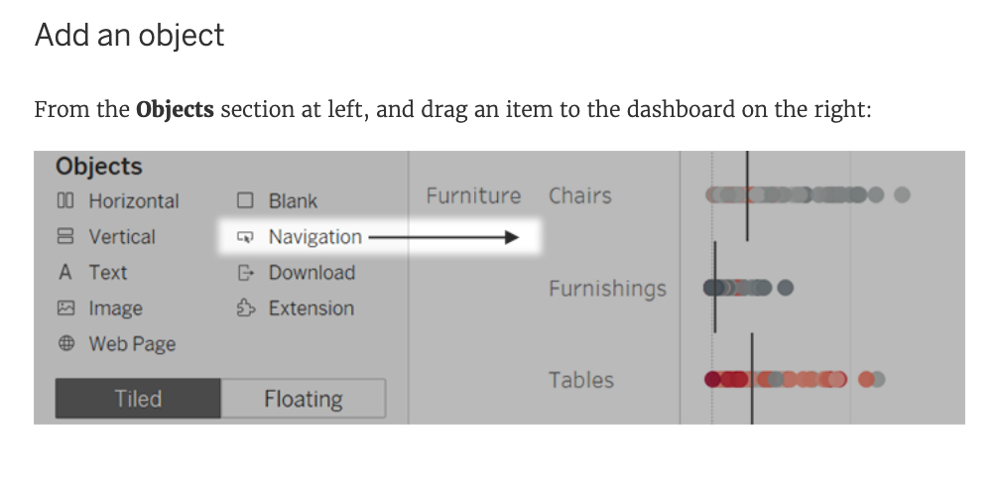 Add an object
From the Objects section at left, and drag an item to the dashboard on the right:
Objects
Horizontal
Blank
Vertical
Navigation
Text
Download
Image
Extension
Web Page
Tiled
Floating
Furniture
Chairs
Furnishings
Tables